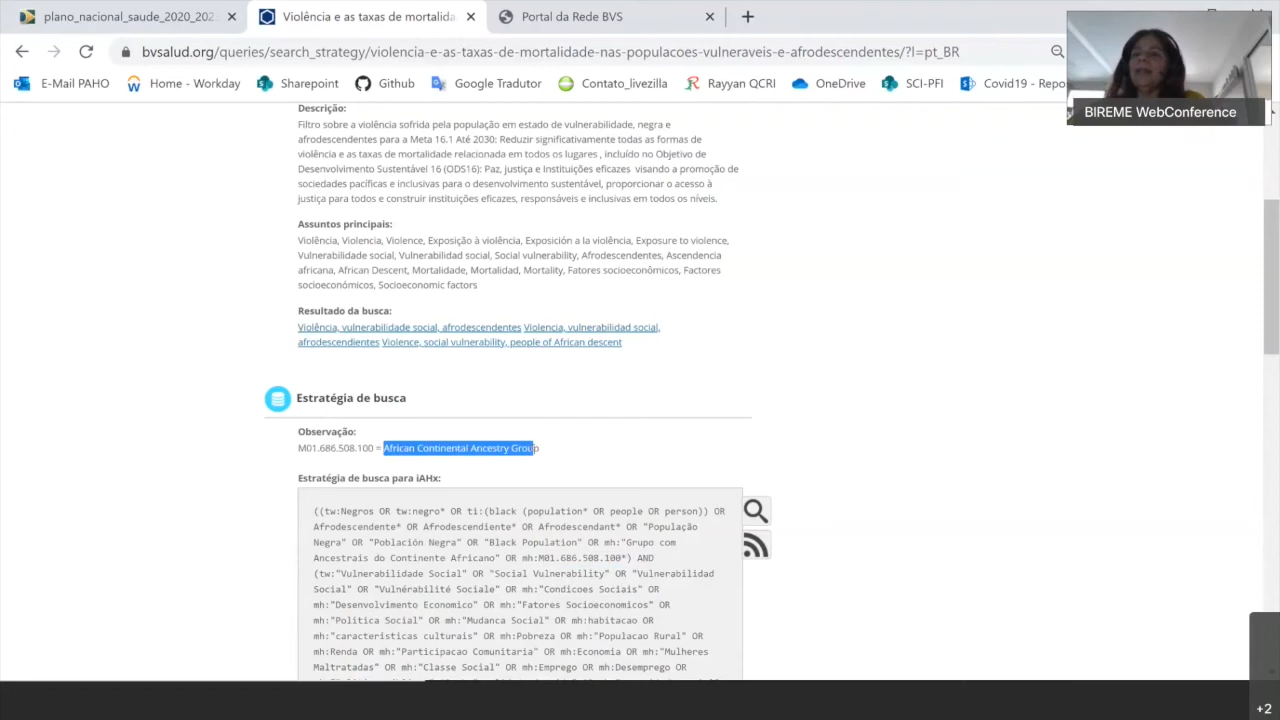 plano_nacional_saude_2020_202
Violência e as taxas de mortalida
Portal da Rede BVS
bvsalud.org/queries/search_strategy/violencia-e-as-taxas-de-mortalidade-nas-populacoes-vulneraveis-e-afrodescendentes/?l=pt_BR
E-Mail PAHO
Home - Workday
Sharepoint
Github
Google Tradutor
Contato_livezilla
Rayyan QCRI
OneDrive
SCI-PFI
Covid19 - Repo
BIREME WebConference
Descrição:
Filtro sobre a violência sofrida pela população em estado de vulnerabilidade, negra e
afrodescendentes para a Meta 16.1 Até 2030: Reduzir significativamente todas as formas de
violência e as taxas de mortalidade relacionada em todos os lugares , incluído no Objetivo de
Desenvolvimento Sustentável 16 (ODS16): Paz, justiça e Instituições eficazes visando a promoção de
sociedades pacíficas e inclusivas para o desenvolvimento sustentável, proporcionar o acesso à
justiça para todos e construir instituições eficazes, responsáveis e inclusivas em todos os níveis.
Assuntos principais:
Violência, Violencia, Violence, Exposição à violência, Exposición a la violência, Exposure to violence,
Vulnerabilidade social, Vulnerabilidad social, Social vulnerability, Afrodescendentes, Ascendencia
africana, African Descent, Mortalidade, Mortalidad, Mortality, Fatores socioeconômicos, Factores
socioeconómicos, Socioeconomic factors
Resultado da busca:
Violência, vulnerabilidade social, afrodescendentes Violencia, vulnerabilidad social,
afrodescendientes Violence, social vulnerability, people of African descent
Estratégia de busca
Observação:
M01.686.508.100 = African Continental Ancestry Group
Estratégia de busca para iAHx:
((tw:Negros OR tw:negro* OR ti:(black (population* OR people OR person)) OR
Afrodescendente* OR Afrodescendiente* OR Afrodescendant* OR "População
Negra" OR "Población Negra" OR "Black Population" OR mh:"Grupo com
Ancestrais do Continente Africano" OR mh:M01.686.508.100*) AND
(tw:"Vulnerabilidade Social" OR "Social Vulnerability" OR "Vulnerabilidad
Social" OR "Vulnérabilité Sociale" OR mh:"Condicoes Sociais" OR
mh:"Desenvolvimento Economico" OR mh:"Fatores Socioeconomicos" OR
mh:"Politica Social" OR mh:"Mudanca Social" OR mh:habitacao OR
mh:"caracteristicas culturais" OR mh:Pobreza OR mh:"Populacao Rural" OR
mh:Renda OR mh:"Participacao Comunitaria" OR mh:Economia OR mh:"Mulheres
Maltratadas" OR mh:"Classe Social" OR mh:Emprego OR mh:Desemprego OR
+2